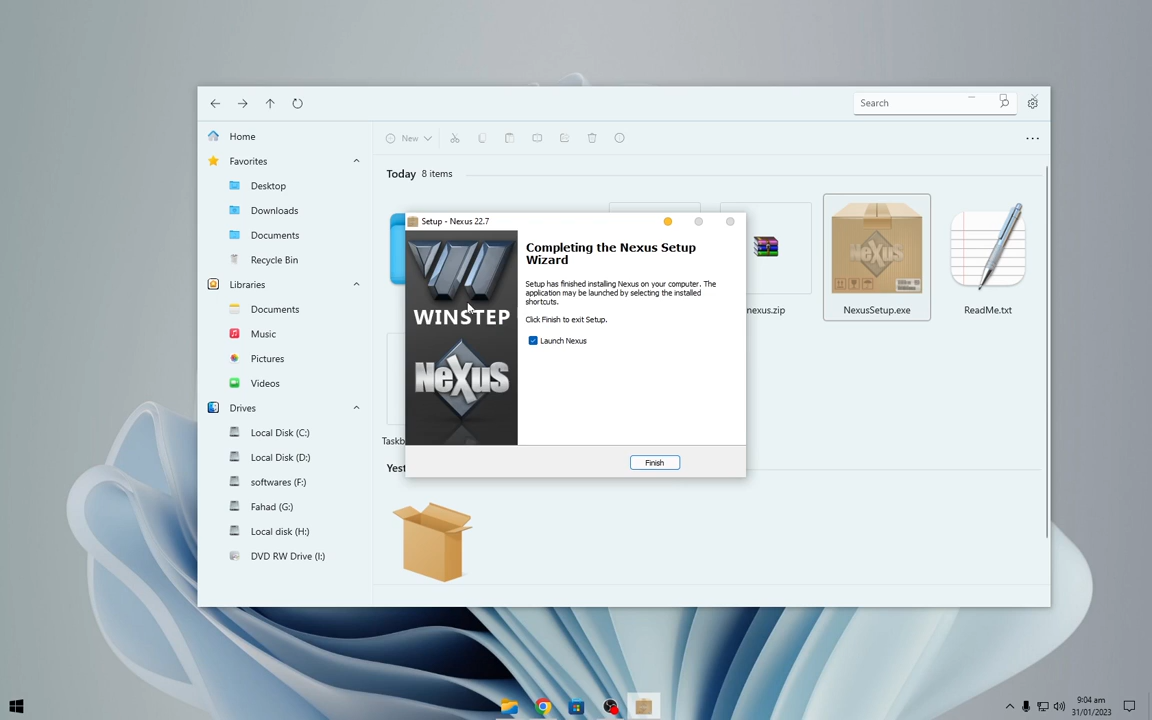 Search
Home
New
Favorites
Today 8 items
Desktop
Downloads
Documents
Recycle Bin
Libraries
Documents
Music
Pictures
Videos
Drives
Local Disk (C:)
Local Disk (D:)
softwares (F:)
Fahad (G:)
Local disk (H:)
DVD RW Drive (I:)
Setup - Nexus 22.7
WINSTEP
NeXuS
Completing the Nexus Setup
Wizard
Setup has finished installing Nexus on your computer. The
application may be launched by selecting the installed
shortcuts.
Click Finish to exit Setup.
Launch Nexus
Finish
nexus.zip
NeXuS
NexusSetup.exe
ReadMe.txt
Taskb
Yest
9:04 am
31/01/2023